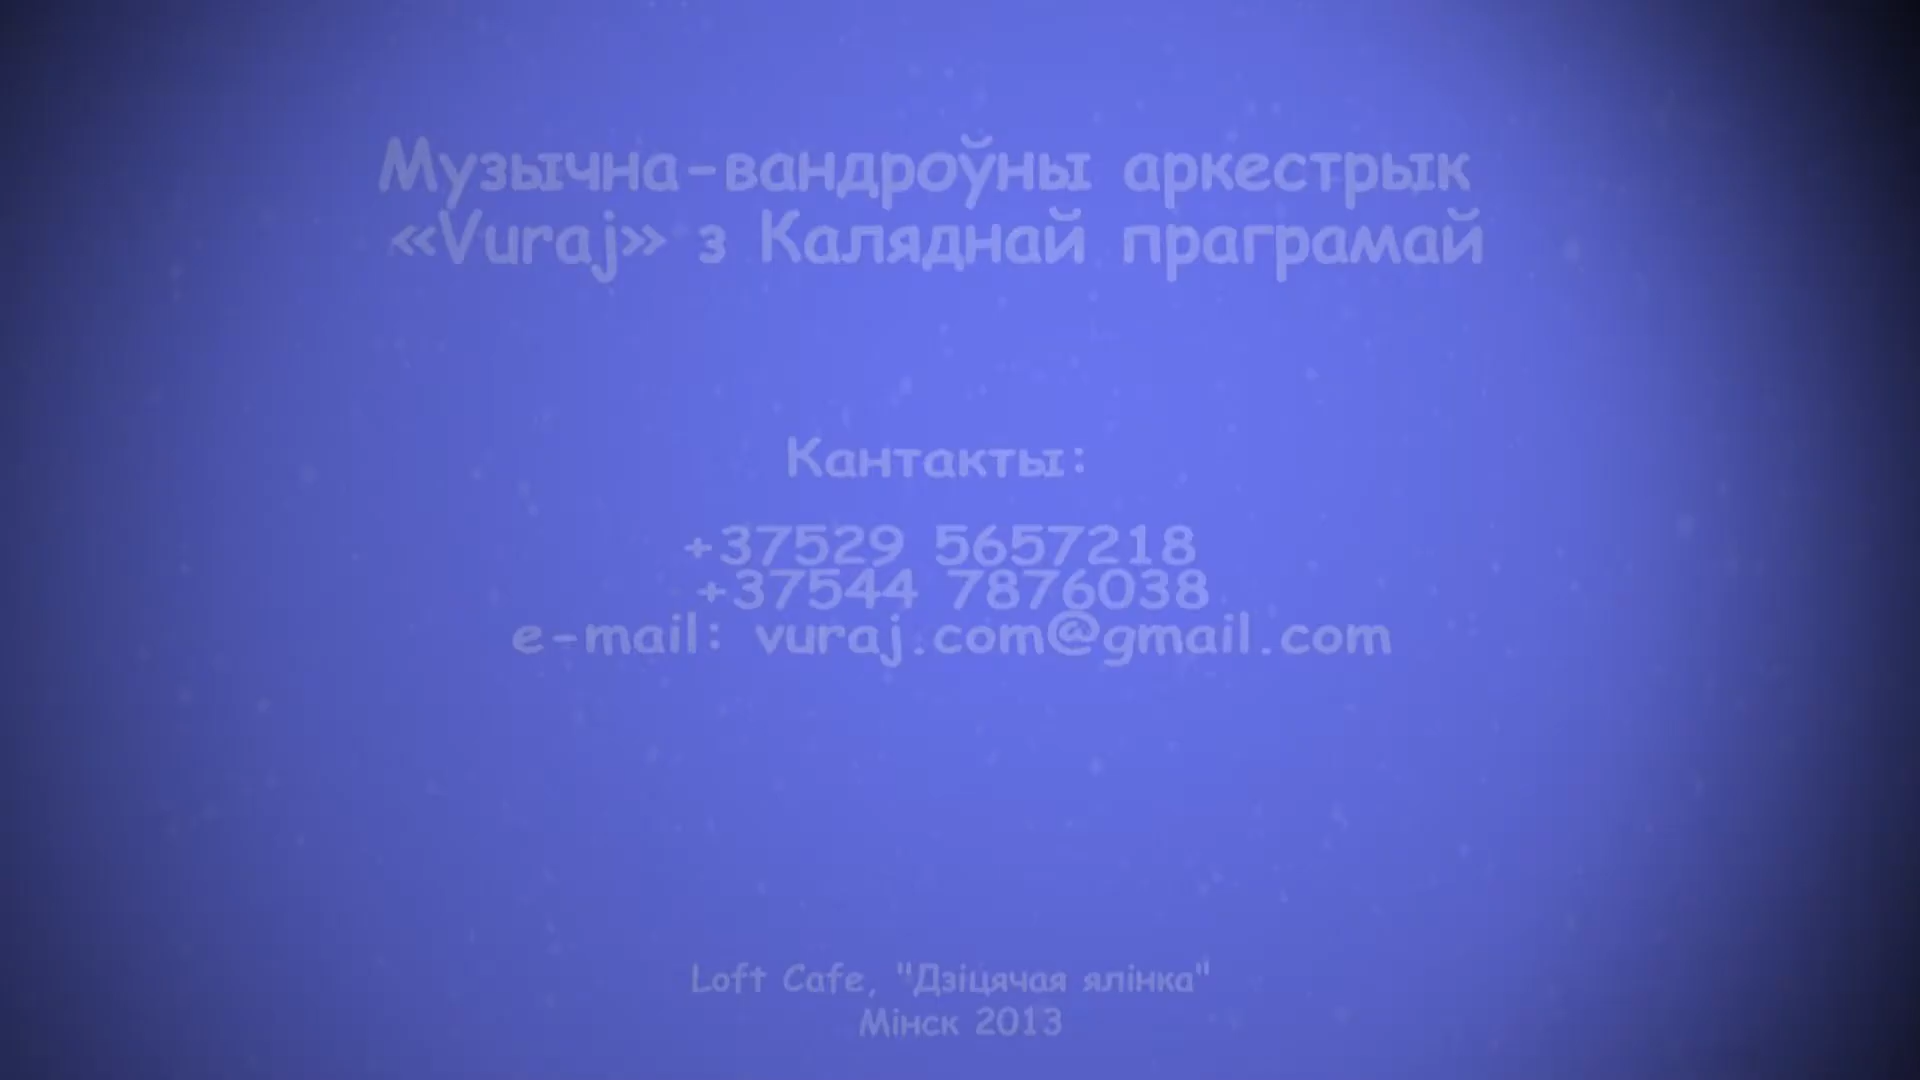 Музычна-вандроўны аркестрык
«Vuraj» з Каляднай праграмай
Кантакты:
+37529 5657218
+37544 7876038
e-mail: vuraj.com@gmail.com
Loft Cafe, "Дзіцячая ялінка"
Мінск 2013